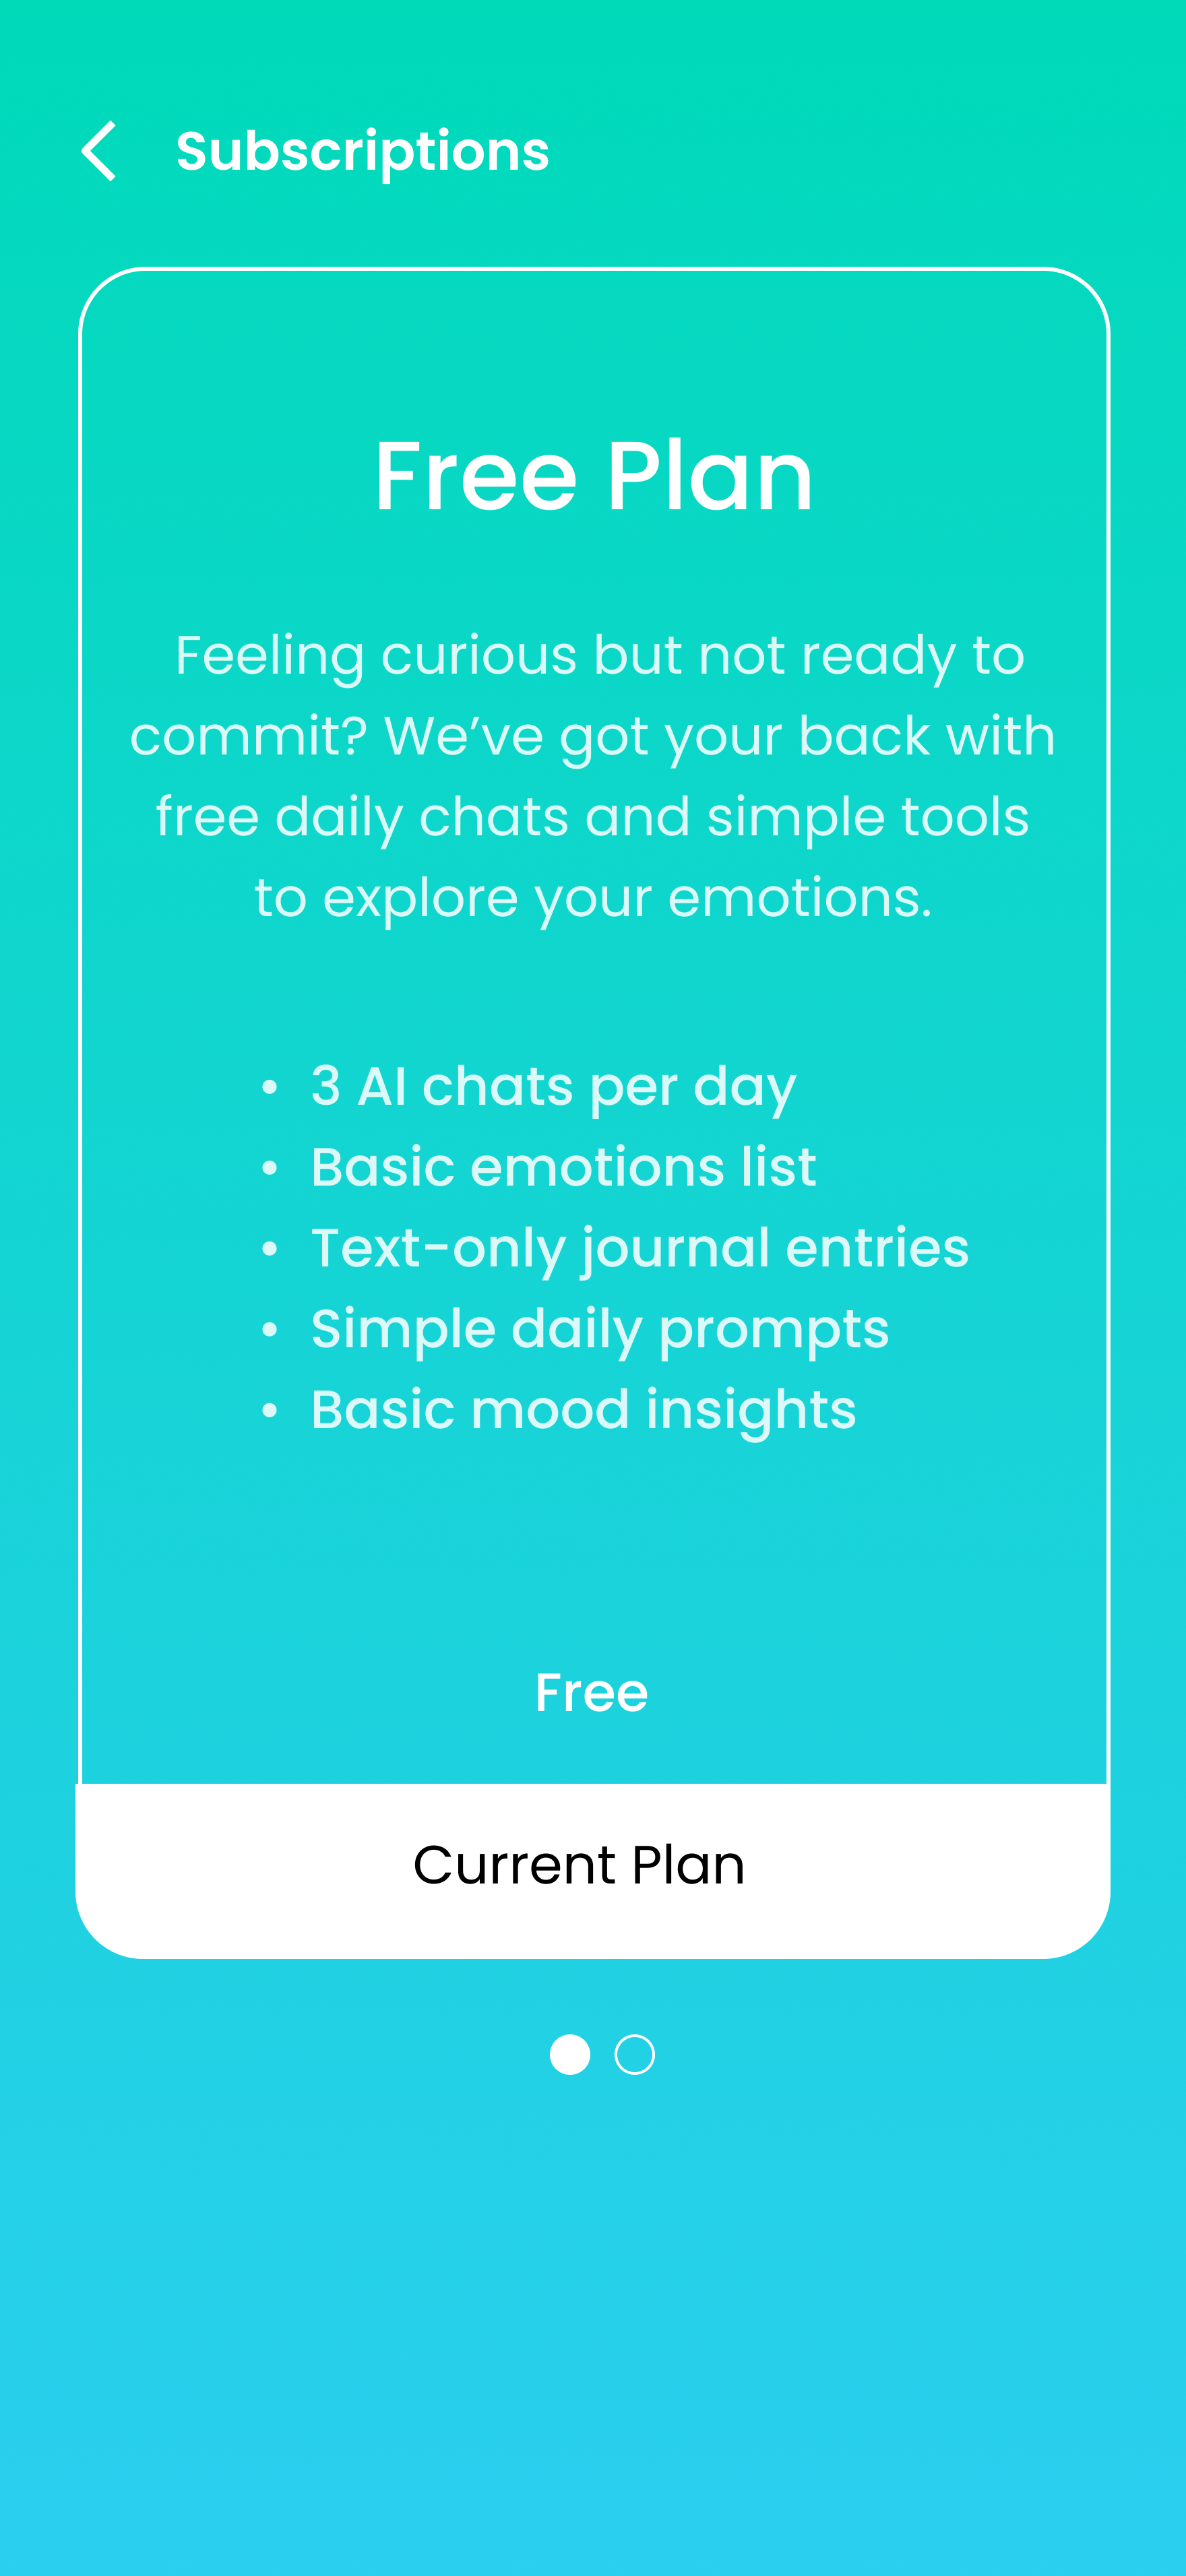 Subscriptions
Free Plan
Feeling curious but not ready to
commit? We’ve got your back with
free daily chats and simple tools
to explore your emotions.
• 3 AI chats per day
• Basic emotions list
• Text-only journal entries
• Simple daily prompts
• Basic mood insights
Free
Current Plan